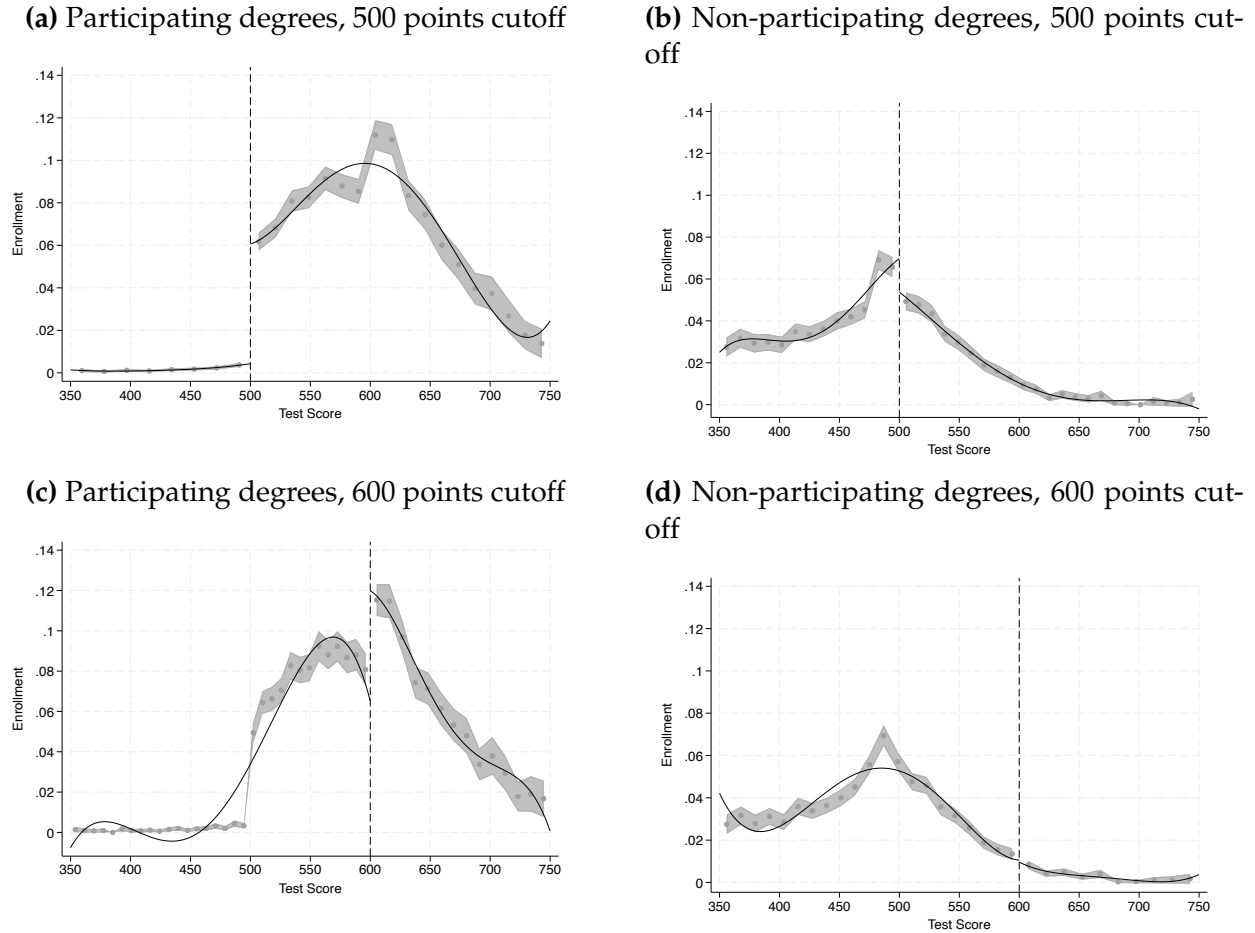 (a) Participating degrees, 500 points cutoff
.14
.12
.1
.08
.06
.04
.02
0
Enrollment
350 400 450 500 550 600 650 700 750
Test Score
(b) Non-participating degrees, 500 points cut-
off
.14
.12
.1
.08
.06
.04
.02
0
Enrollment
350 400 450 500 550 600 650 700 750
Test Score
(c) Participating degrees, 600 points cutoff
.14
.12
.1
.08
.06
.04
.02
0
Enrollment
350 400 450 500 550 600 650 700 750
Test Score
(d) Non-participating degrees, 600 points cut-
off
.14
.12
.1
.08
.06
.04
.02
0
Enrollment
350 400 450 500 550 600 650 700 750
Test Score